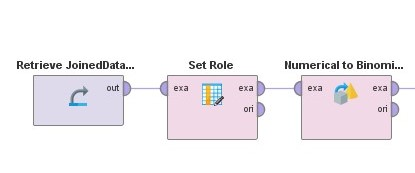 Retrieve JoinedData...
Set Role
Numerical to Binomi...
out
exa
exa
exa
exa
ori
ori